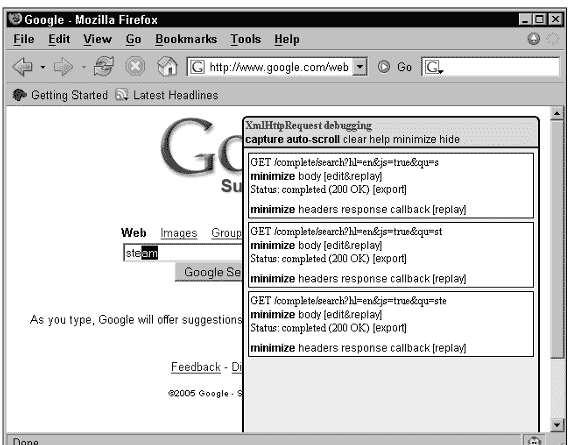 Google - Mozilla Firefox
File Edit View Go Bookmarks Tools Help
G http://www.google.com/web Go G
Getting Started Latest Headlines
Go
Su
XmlHttpRequest debugging
capture auto-scroll clear help minimize hide
GET /complete/search?hl=en&js=true&qu=s
minimize body [edit&replay]
Status: completed (200 OK) [export]
minimize headers response callback [replay]
GET /complete/search?hl=en&js=true&qu=st
minimize body [edit&replay]
Status: completed (200 OK) [export]
minimize headers response callback [replay]
GET /complete/search?hl=en&js=true&qu=ste
minimize body [edit&replay]
Status: completed (200 OK) [export]
minimize headers response callback [replay]
Web Images Group
steam
Google Se
As you type, Google will offer suggestions
Feedback - Di
©2005 Google - S
Done